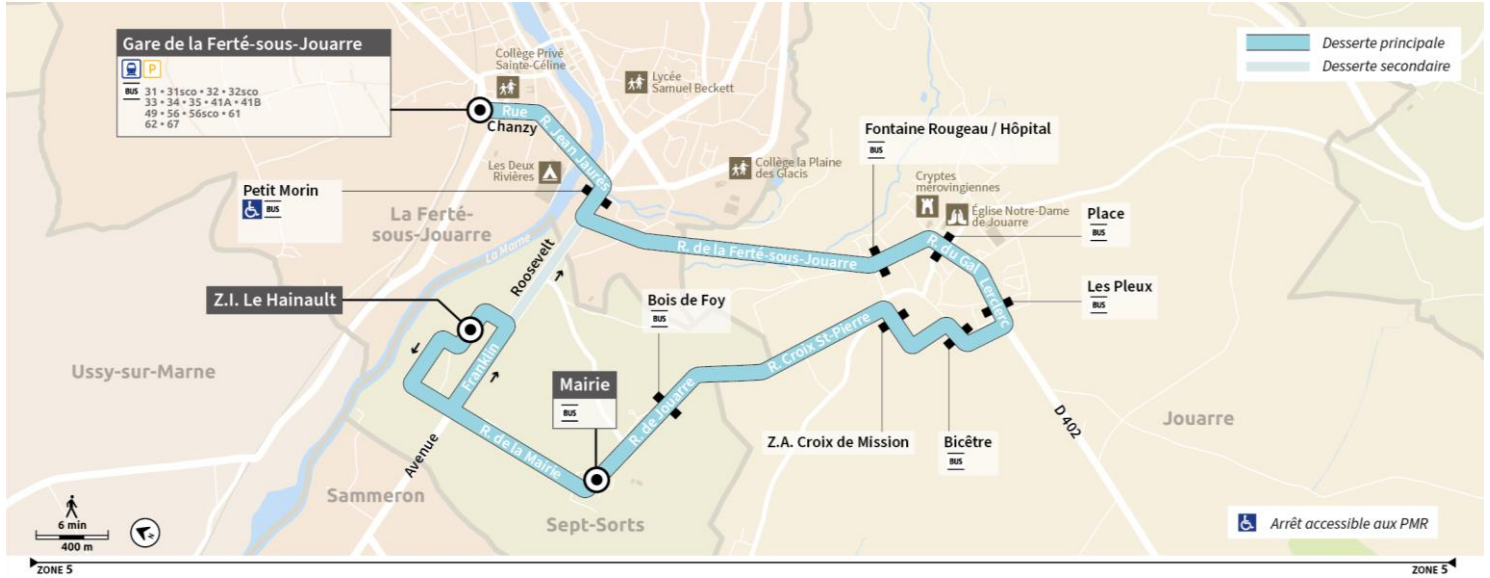 Gare de la Ferté-sous-Jouarre
P
BUS 31 • 31sco • 32 • 32sco
33 • 34 • 35 • 41A • 41B
49 • 56 • 56sco • 61
62 • 67
Collège Privé
Sainte-Céline
Lycée
Samuel Beckett
Desserte principale
Desserte secondaire
Rue
Chanzy
R. Jean Jaurès
Fontaine Rougeau / Hôpital
BUS
Les Deux
Rivières
Collège la Plaine
des Glacis
Petit Morin
BUS
Cryptes
mérovingiennes
Église Notre-Dame
de Jouarre
Place
BUS
La Ferté-
sous-Jouarre
La Marne
R. de la Ferté-sous-Jouarre
R. du Gal
Lerclerc
Roosevelt
Z.I. Le Hainault
Bois de Foy
BUS
Les Pleux
BUS
Franklin
R. Croix St-Pierre
Ussy-sur-Marne
Mairie
BUS
R. de Jouarre
R. de la Mairie
Avenue
Z.A. Croix de Mission
Bicêtre
BUS
D 402
Jouarre
Sammeron
Sept-Sorts
6 min
400 m
N
Arrêt accessible aux PMR
ZONE 5
ZONE 5